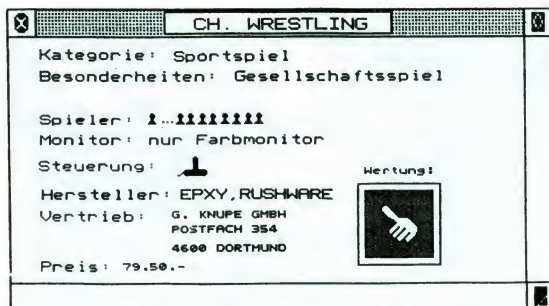 CH. WRESTLING
Kategorie: Sportspiel
Besonderheiten: Gesellschaftsspiel
Spieler: 1...
Monitor: nur Farbmonitor
Steuerung:
Wertung:
Hersteller: EPXY,RUSHWARE
Vertrieb: G. KNUPE GMBH
POSTFACH 354
4600 DORTMUND
Preis: 79.50.-